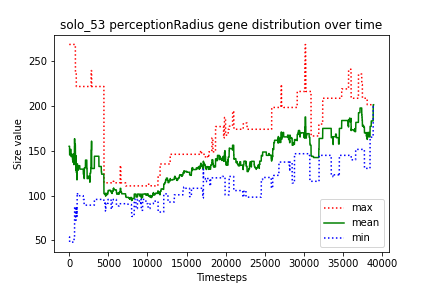 solo_53 perceptionRadius gene distribution over time
Size value
250
200
150
100
50
0
5000
10000
15000
20000
25000
30000
35000
40000
Timesteps
max
mean
min